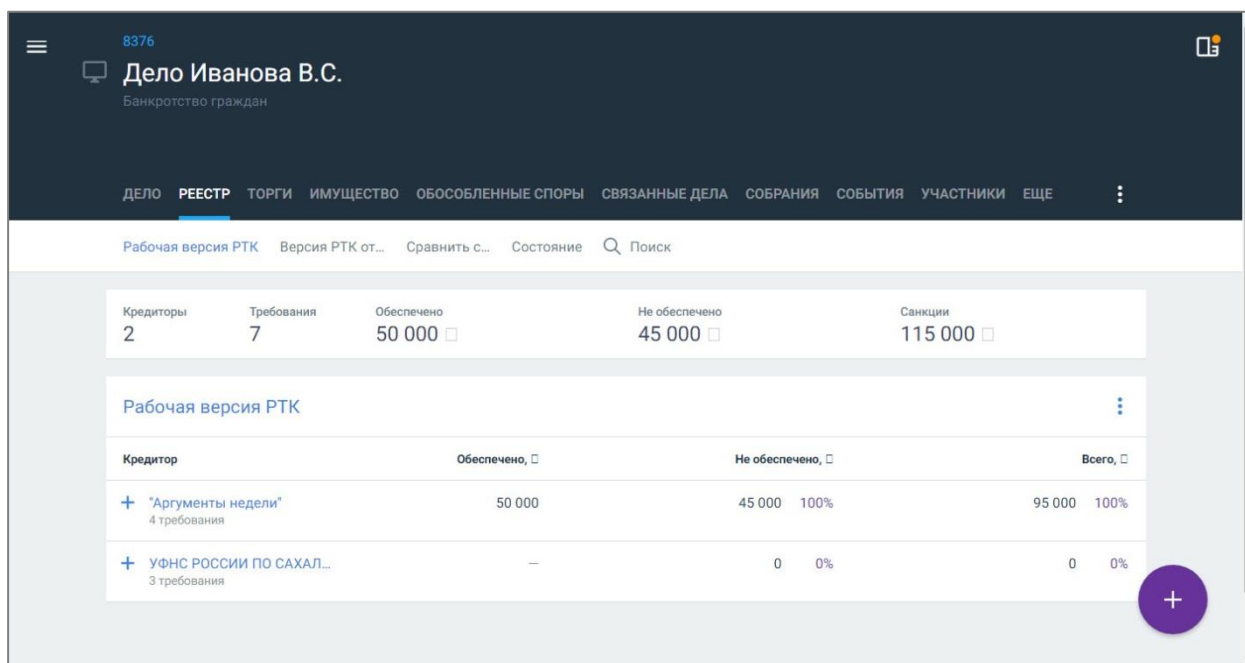 8376
Дело Иванова В.С.
Банкротство граждан
ДЕЛО РЕЕСТР ТОРГИ ИМУЩЕСТВО ОБОСОБЛЕННЫЕ СПОРЫ СВЯЗАННЫЕ ДЕЛА СОБРАНИЯ СОБЫТИЯ УЧАСТНИКИ ЕЩЕ
Рабочая версия РТК Версия РТК от... Сравнить с... Состояние Поиск
Кредиторы Требования Обеспечено Не обеспечено Санкции
2 7 50 000 45 000 115 000
Рабочая версия РТК
Кредитор Обеспечено, Не обеспечено, Всего,
"Аргументы недели" 50 000 45 000 100% 95 000 100%
4 требования
УФНС РОССИИ ПО САХАЛ... — 0 0% 0 0%
3 требования